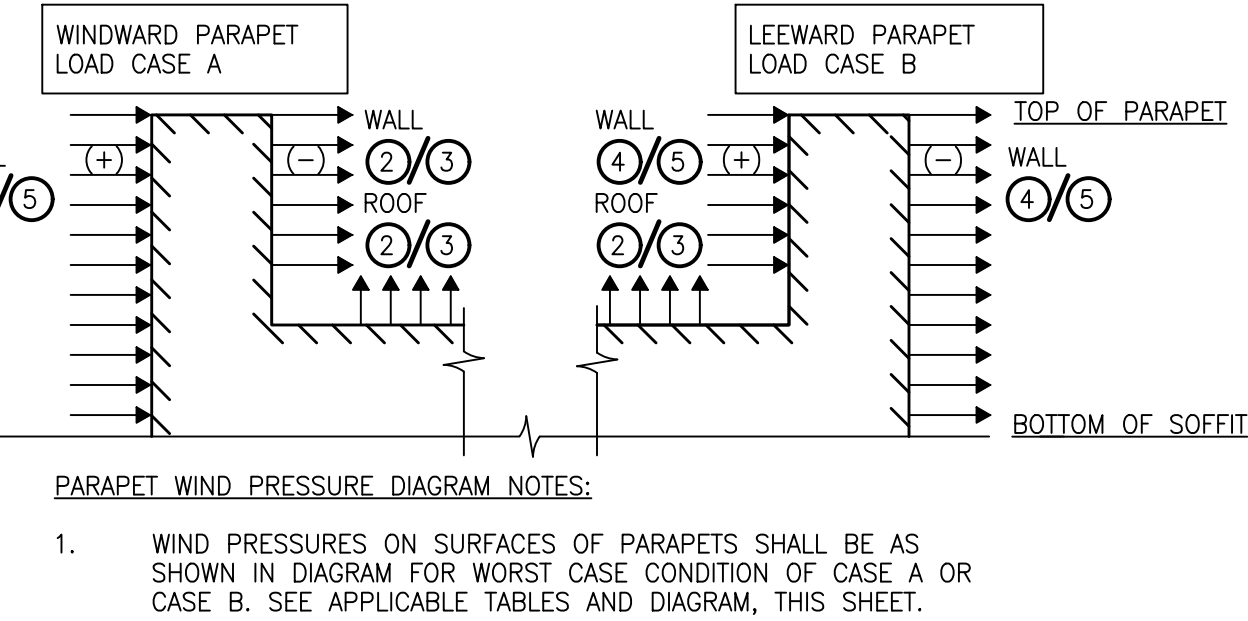 WINDWARD PARAPET
LOAD CASE A
LEEWARD PARAPET
LOAD CASE B
/5
(+)
(-)
WALL
2/3
ROOF
2/3
WALL
4/5
(+)
ROOF
2/3
(-)
TOP OF PARAPET
WALL
4/5
BOTTOM OF SOFFIT
PARAPET WIND PRESSURE DIAGRAM NOTES:
1. WIND PRESSURES ON SURFACES OF PARAPETS SHALL BE AS
SHOWN IN DIAGRAM FOR WORST CASE CONDITION OF CASE A OR
CASE B. SEE APPLICABLE TABLES AND DIAGRAM, THIS SHEET.